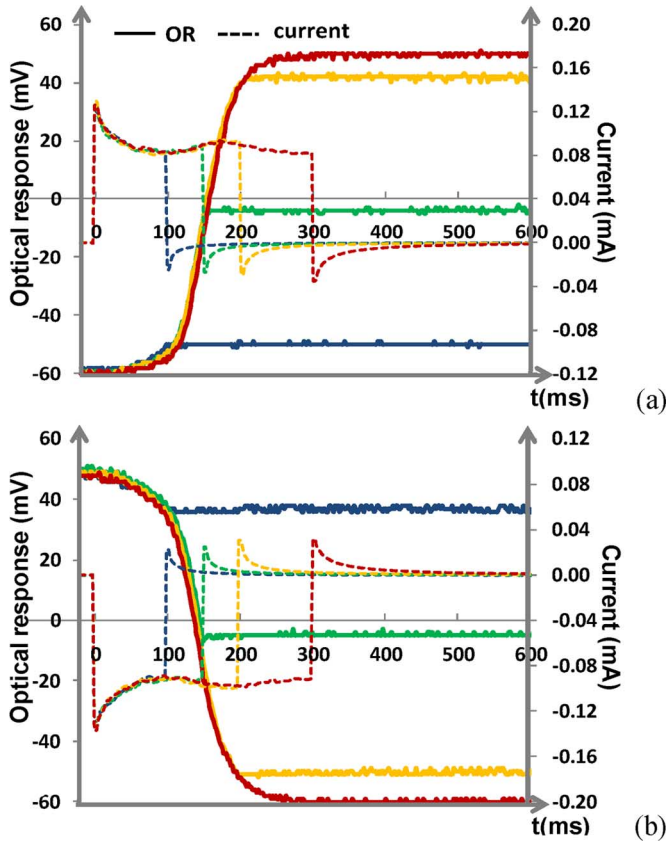 60 0.20
OR current
40 0.16
20 0.12
0 0.08
0 100 200 300 400 500 600 0.04
-20 0.00
-40 -0.04
-60 -0.08
-0.12
Optical response (mV)
Current (mA)
t(ms)
(a)
60 0.12
40 0.08
20 0.04
0 0.00
0 100 200 300 400 500 600 -0.04
-20 -0.09
-40 -0.13
-60 -0.17
-0.20
Optical response (mV)
Current (mA)
t(ms)
(b)